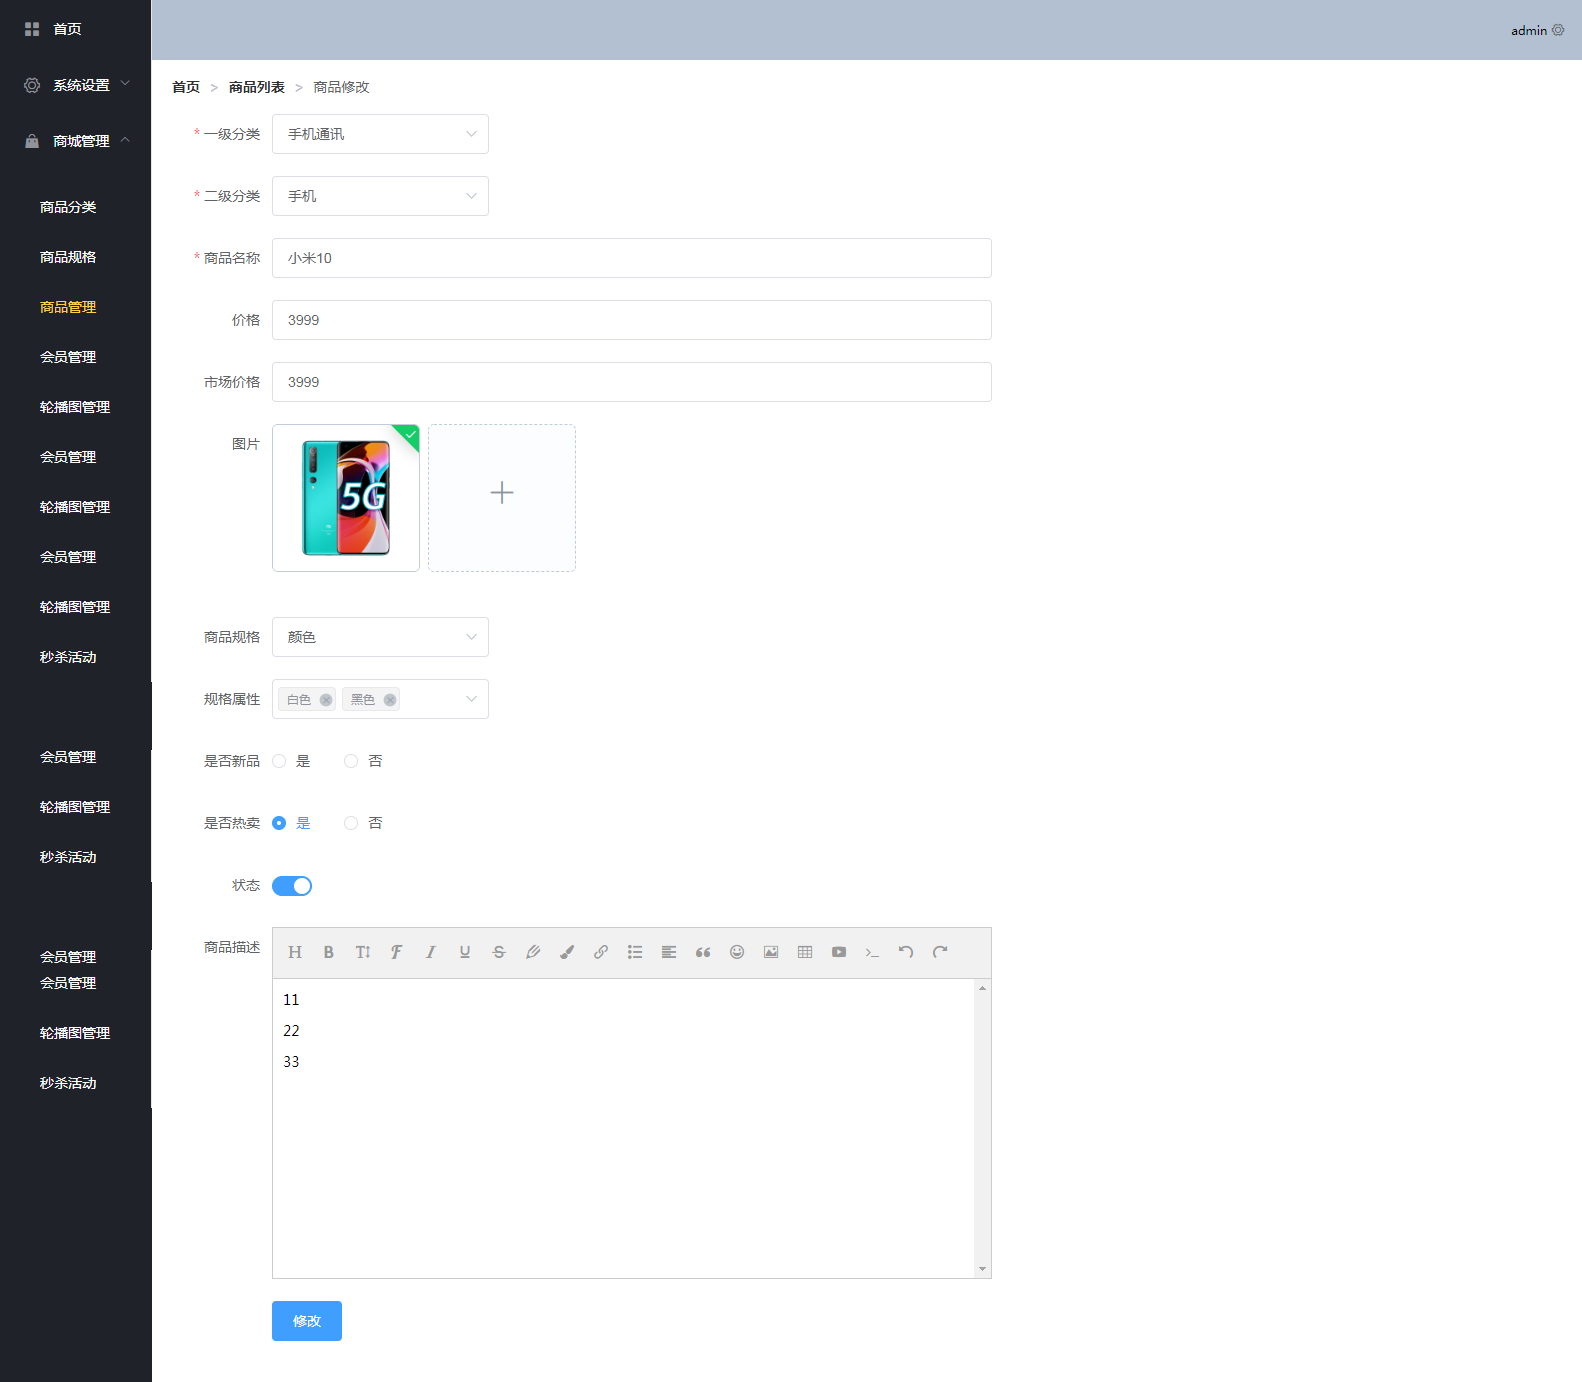 首页
系统设置
商城管理
商品分类
商品规格
商品管理
会员管理
轮播图管理
会员管理
轮播图管理
会员管理
轮播图管理
秒杀活动
会员管理
轮播图管理
秒杀活动
会员管理
会员管理
轮播图管理
秒杀活动
admin
首页 > 商品列表 > 商品修改
* 一级分类 手机通讯
* 二级分类 手机
* 商品名称 小米10
价格 3999
市场价格 3999
图片
5G
商品规格 颜色
规格属性 白色 黑色
是否新品 是 否
是否热卖 是 否
状态
商品描述
11
22
33
修改